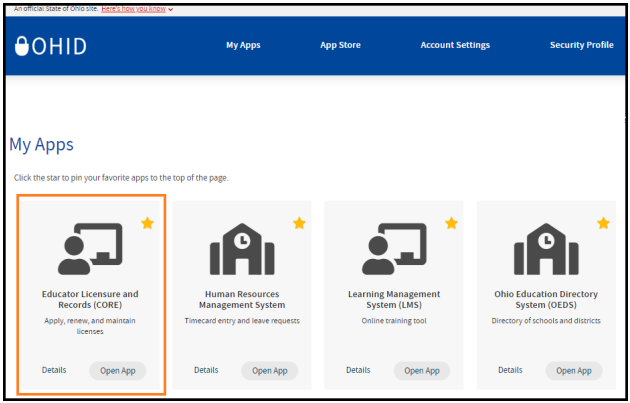 An official State of Ohio site. Here's how you know
OHID
My Apps
App Store
Account Settings
Security Profile
My Apps
Click the star to pin your favorite apps to the top of the page.
Educator Licensure and
Records (CORE)
Apply, renew, and maintain
licenses
Details
Open App
Human Resources
Management System
Timecard entry and leave requests
Details
Open App
Learning Management
System (LMS)
Online training tool
Details
Open App
Ohio Education Directory
System (OEDS)
Directory of schools and districts
Details
Open App